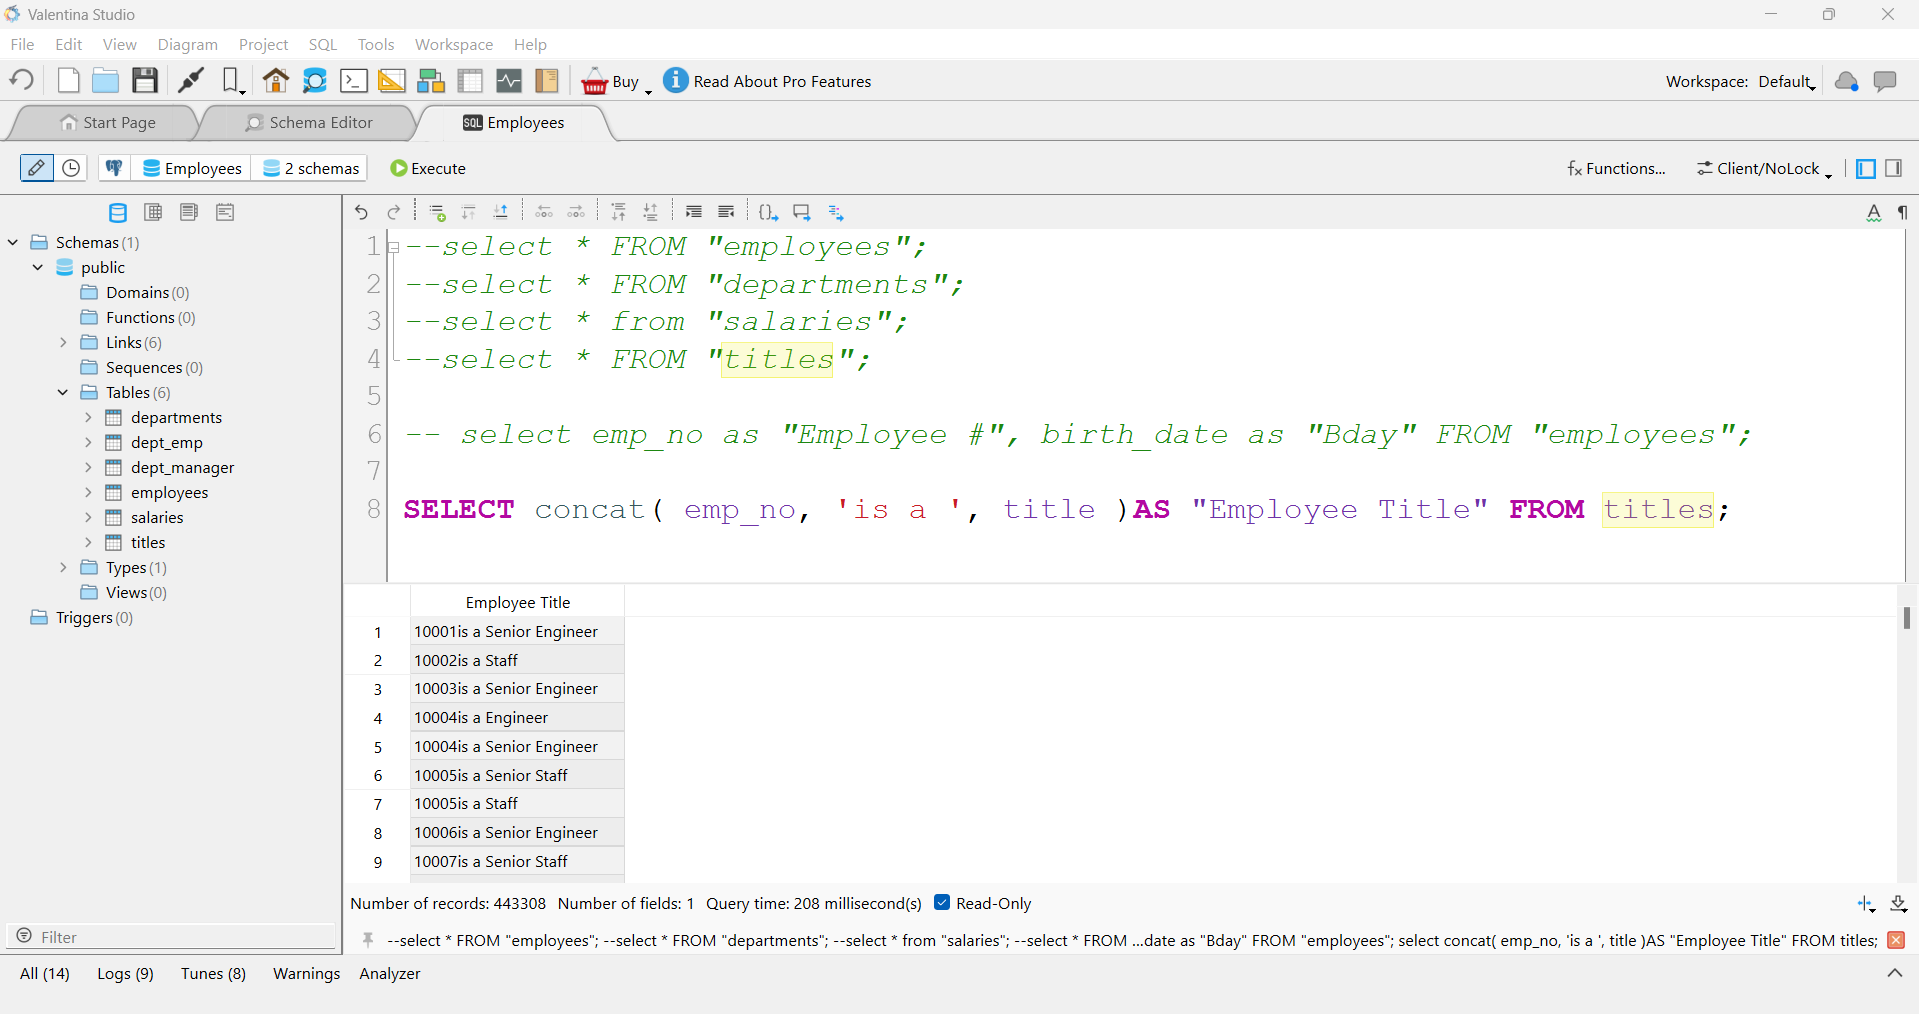 Valentina Studio
File Edit View Diagram Project SQL Tools Workspace Help
Buy Read About Pro Features Workspace: Default
Start Page Schema Editor SQL Employees
Employees 2 schemas Execute Functions... Client/NoLock
Schemas (1)
public
Domains (0)
Functions (0)
Links (6)
Sequences (0)
Tables (6)
departments
dept_emp
dept_manager
employees
salaries
titles
Types (1)
Views (0)
Triggers (0)
Filter
1 --select * FROM "employees";
2 --select * FROM "departments";
3 --select * from "salaries";
4 --select * FROM "titles";
5
6 -- select emp_no as "Employee #", birth_date as "Bday" FROM "employees";
7
8 SELECT concat( emp_no, 'is a ', title )AS "Employee Title" FROM titles;
Employee Title
1 10001is a Senior Engineer
2 10002is a Staff
3 10003is a Senior Engineer
4 10004is a Engineer
5 10004is a Senior Engineer
6 10005is a Senior Staff
7 10005is a Staff
8 10006is a Senior Engineer
9 10007is a Senior Staff
Number of records: 443308 Number of fields: 1 Query time: 208 millisecond(s) Read-Only
--select * FROM "employees"; --select * FROM "departments"; --select * from "salaries"; --select * FROM ...date as "Bday" FROM "employees"; select concat( emp_no, 'is a ', title )AS "Employee Title" FROM titles;
All (14) Logs (9) Tunes (8) Warnings Analyzer